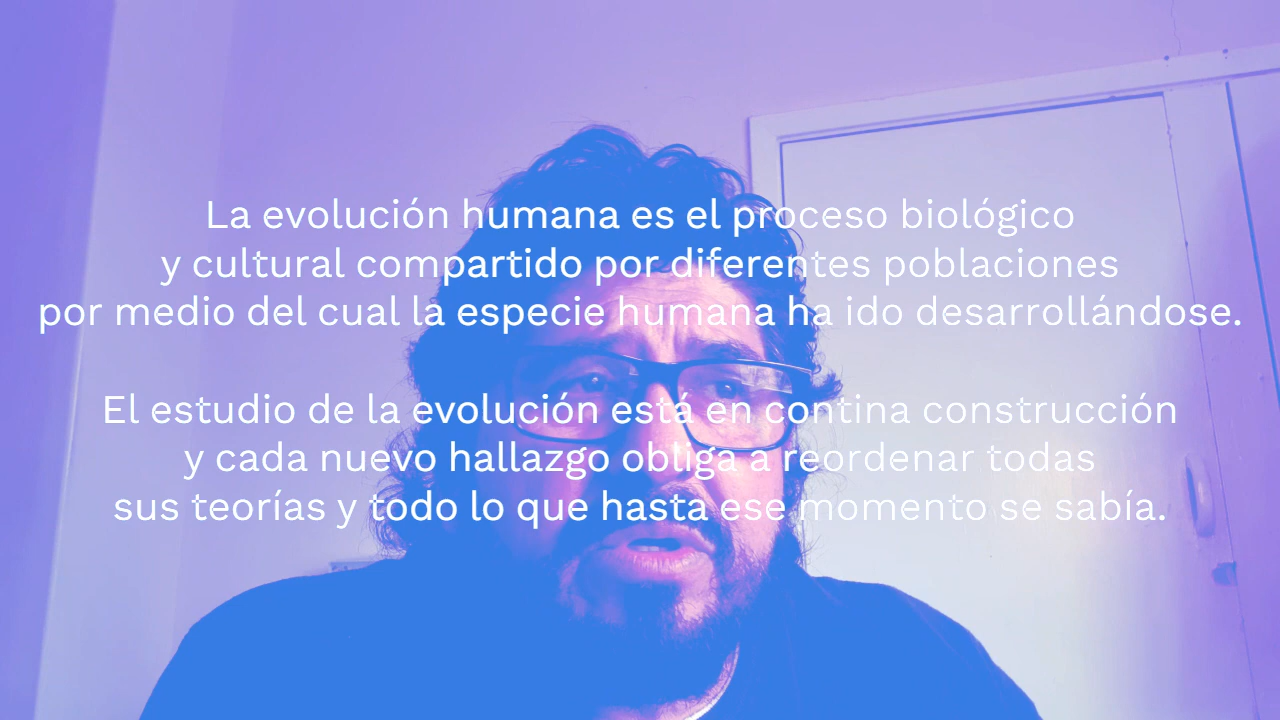 La evolución humana es el proceso biológico
y cultural compartido por diferentes poblaciones
por medio del cual la especie humana ha ido desarrollándose.
El estudio de la evolución está en contina construcción
y cada nuevo hallazgo obliga a reordenar todas
sus teorías y todo lo que hasta ese momento se sabía.